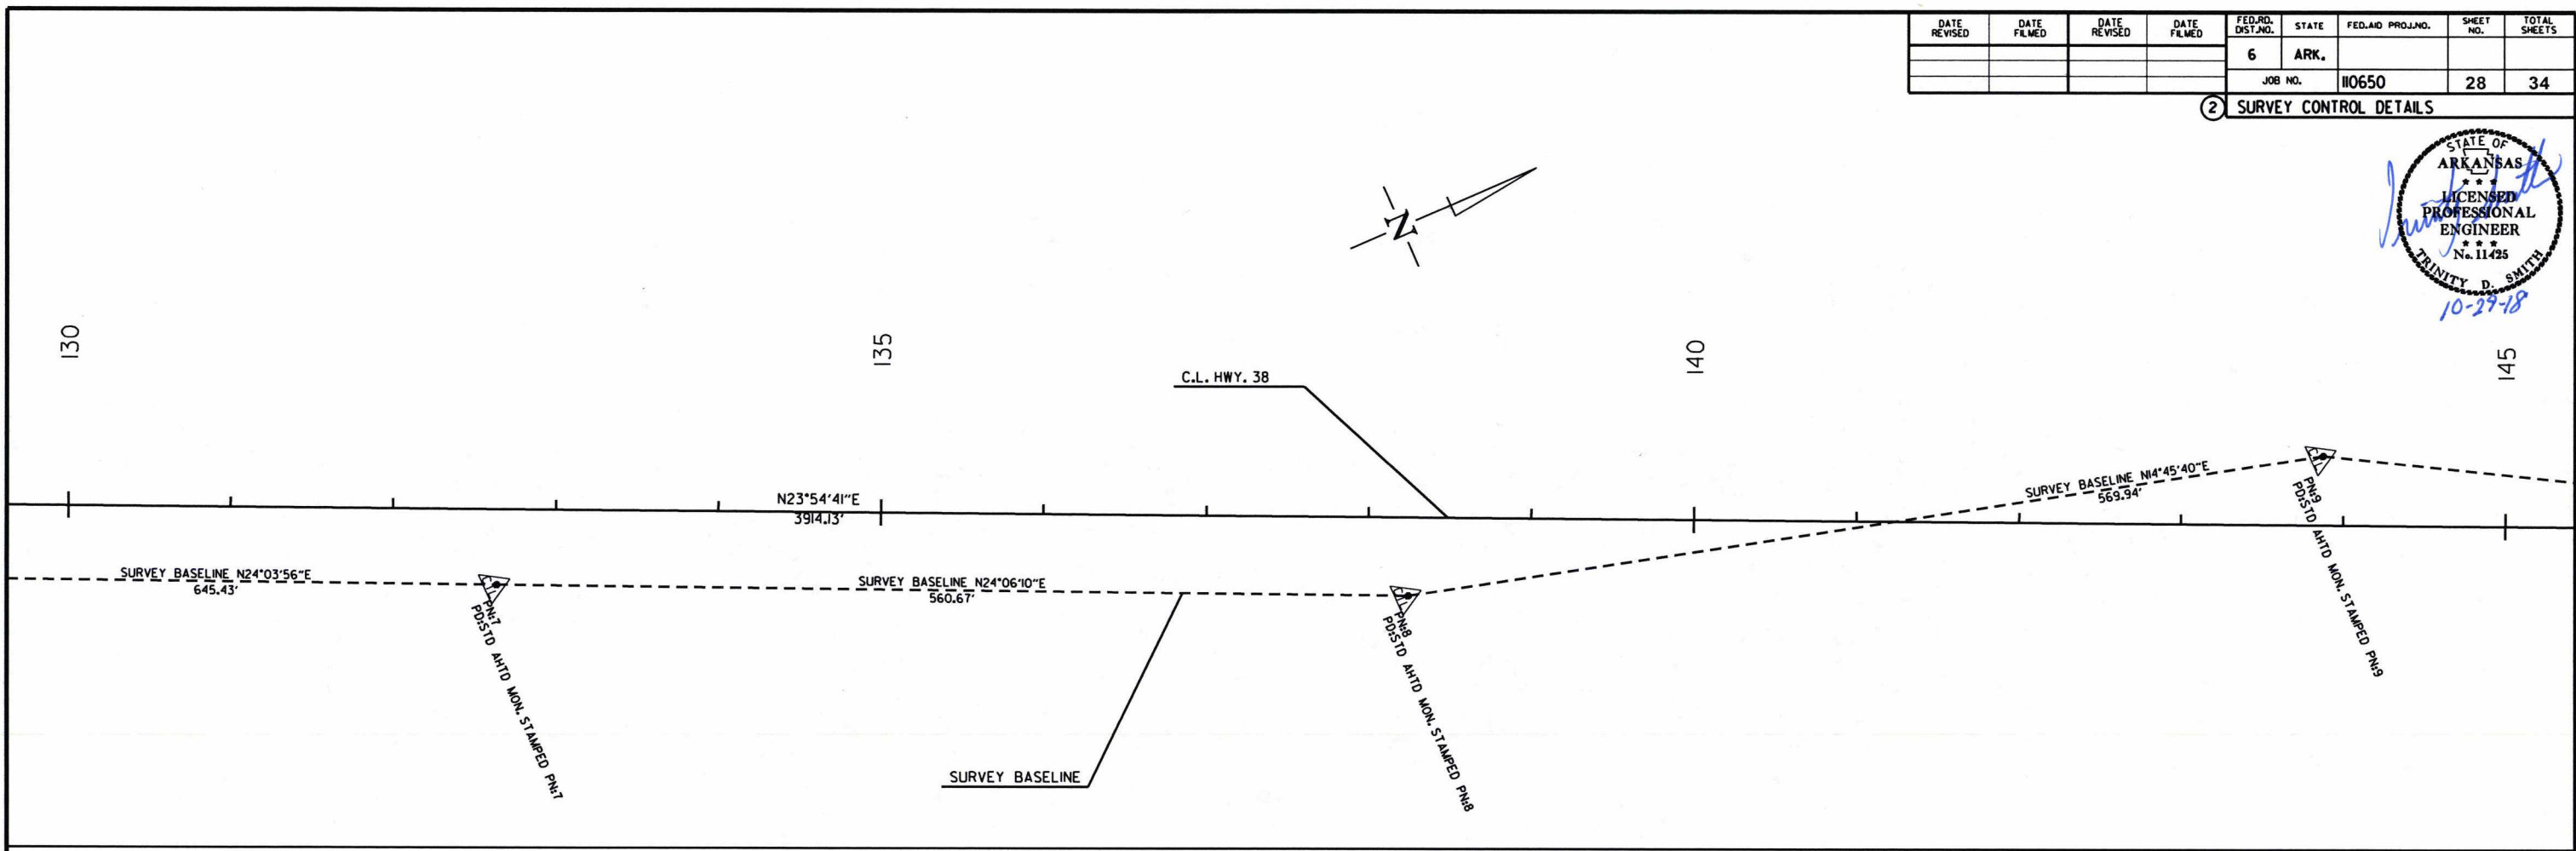 DATE REVISED
DATE FILMED
DATE REVISED
DATE FILMED
FED.RD. DIST.NO.
STATE
FED.AID PROJ.NO.
SHEET NO.
TOTAL SHEETS
6
ARK.
JOB NO.
110650
28
34
2
SURVEY CONTROL DETAILS
STATE OF
ARKANSAS
LICENSED
PROFESSIONAL
ENGINEER
No. 11425
TRINITY D. SMITH
Trinity Smith
10-29-18
N
130
135
140
145
C.L. HWY. 38
N23°54'41"E
3914.13'
SURVEY BASELINE N14°45'40"E
569.94'
SURVEY BASELINE N24°03'56"E
645.43'
SURVEY BASELINE N24°06'10"E
560.67'
CTL
PN:7
PD:STD AHTD MON. STAMPED PN:7
CTL
PN:8
PD:STD AHTD MON. STAMPED PN:8
CTL
PN:9
PD:STD AHTD MON. STAMPED PN:9
SURVEY BASELINE